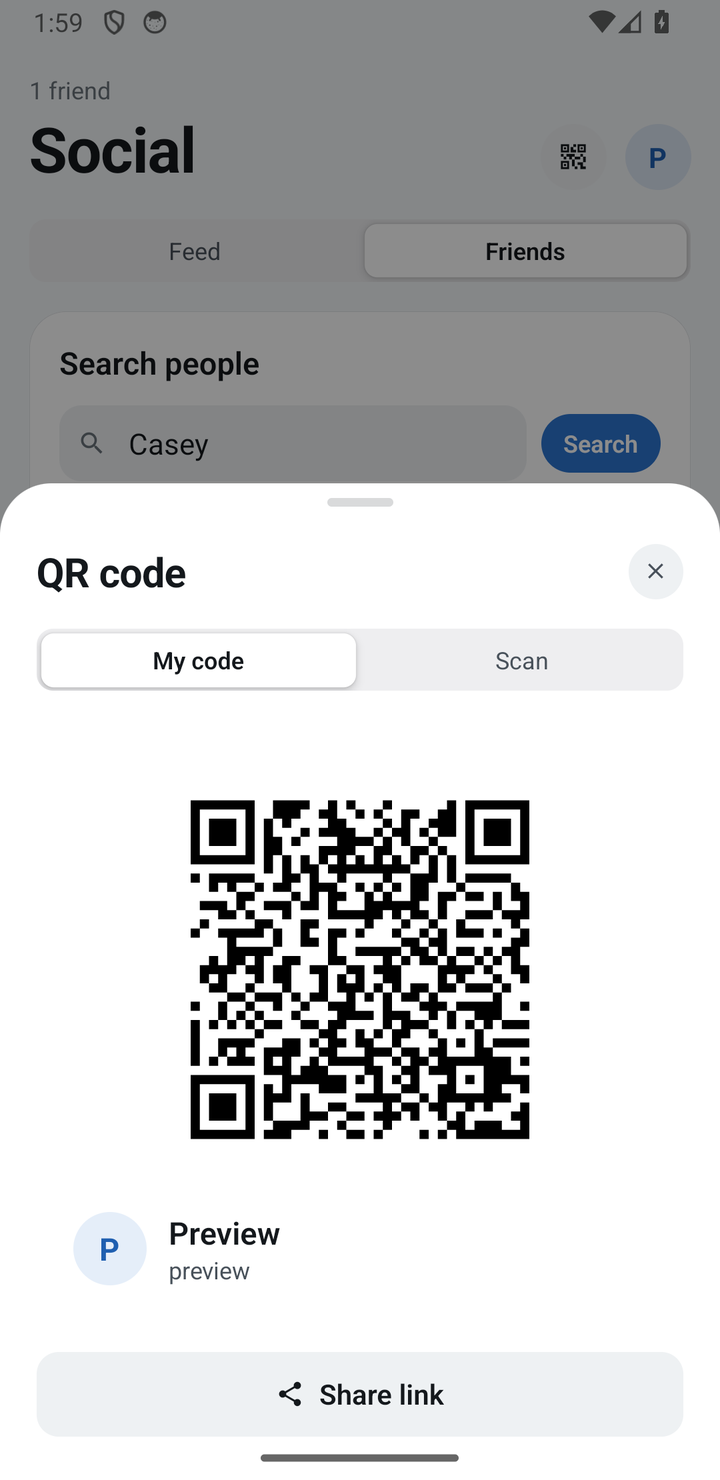 1:59
1 friend
Social
P
Feed
Friends
Search people
Casey
Search
QR code
My code
Scan
P
Preview
preview
Share link